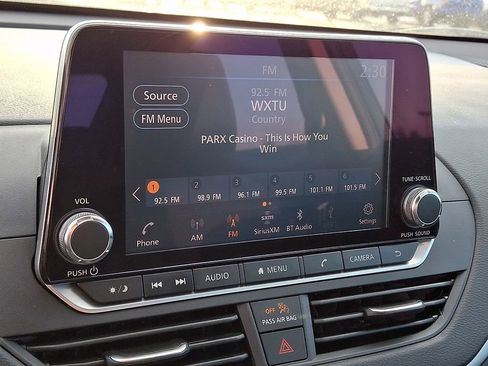 FM
2:30
Source
FM Menu
92.5 FM
WXTU
Country
PARX Casino - This Is How You
Win
1 2 3 4 5 6
92.5 FM 98.9 FM 96.1 FM 99.5 FM 101.1 FM 101.5 FM
Phone
AM
FM
sxm
SiriusXM
BT Audio
Settings
VOL
PUSH
TUNE·SCROLL
PUSH SOUND
AUDIO
MENU
CAMERA
OFF
2
PASS AIR BAG